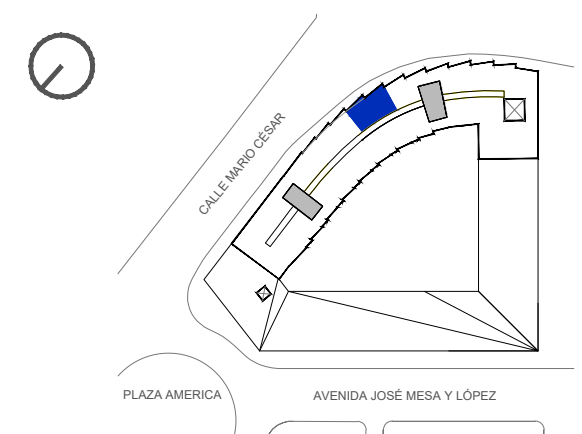 CALLE MARIO CÉSAR
PLAZA AMERICA
AVENIDA JOSÉ MESA Y LÓPEZ